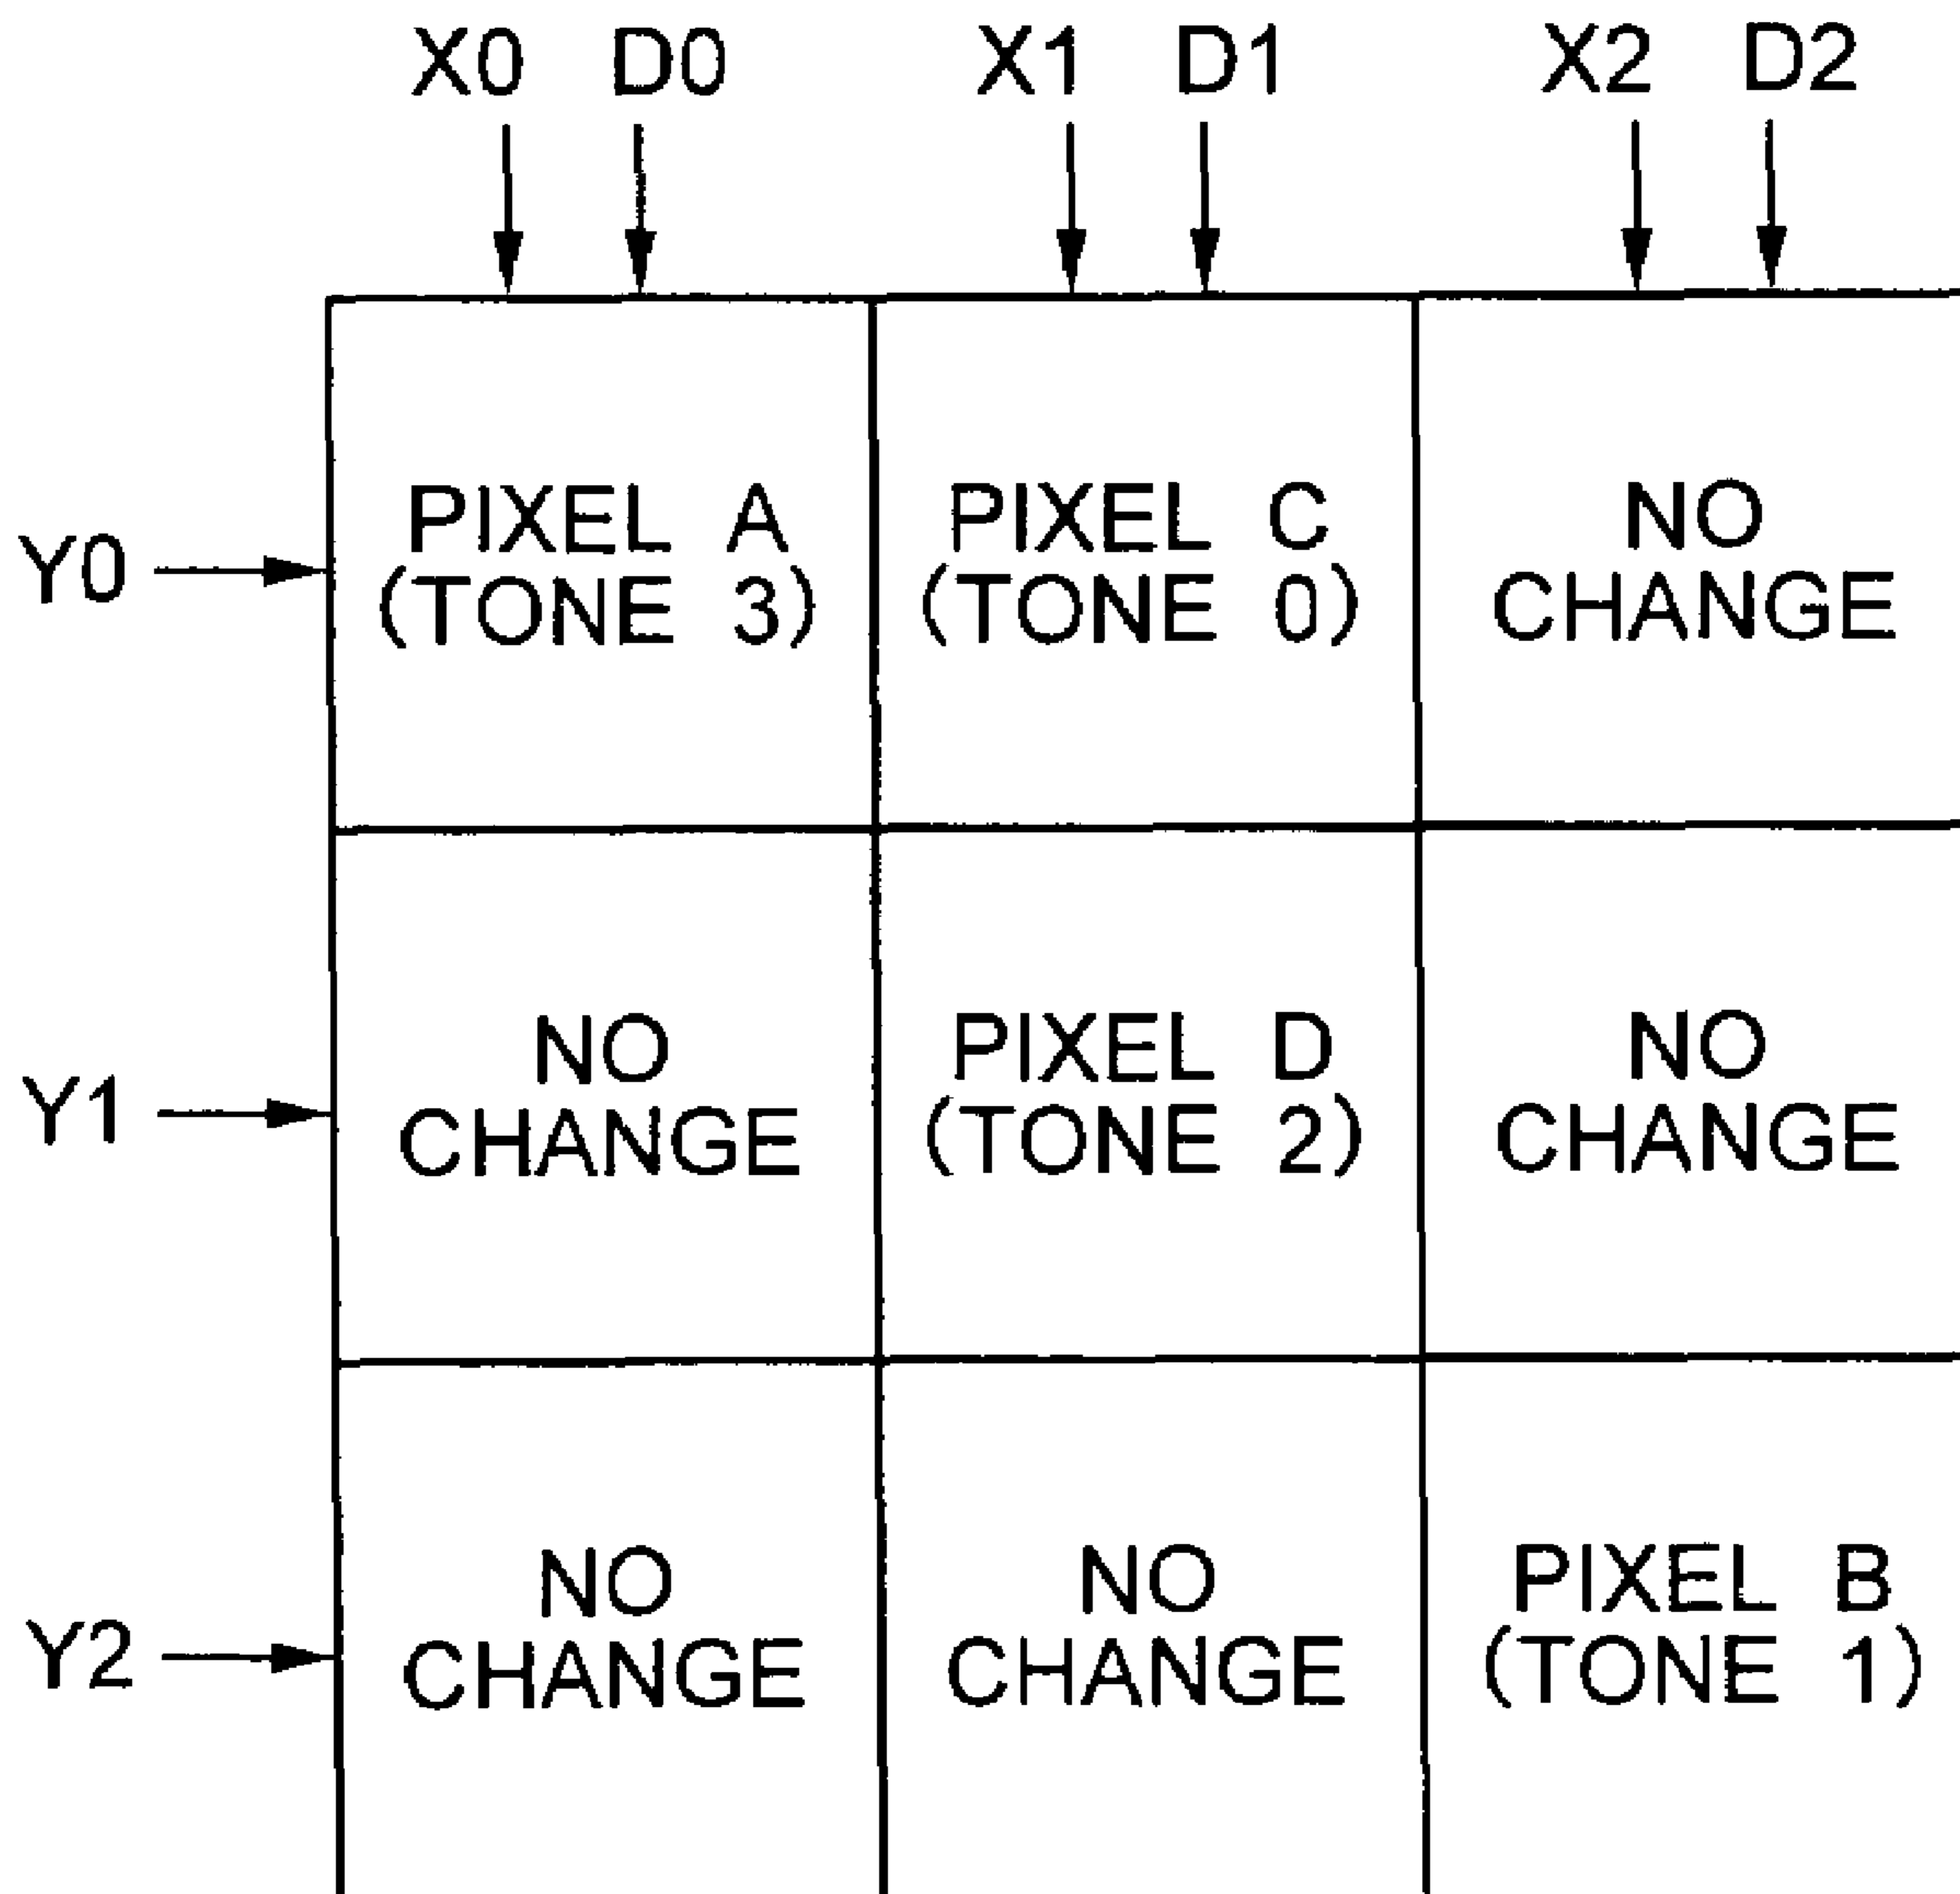 X0 D0 X1 D1 X2 D2
Y0
PIXEL A
(TONE 3)
PIXEL C
(TONE 0)
NO
CHANGE
Y1
NO
CHANGE
PIXEL D
(TONE 2)
NO
CHANGE
Y2
NO
CHANGE
NO
CHANGE
PIXEL B
(TONE 1)